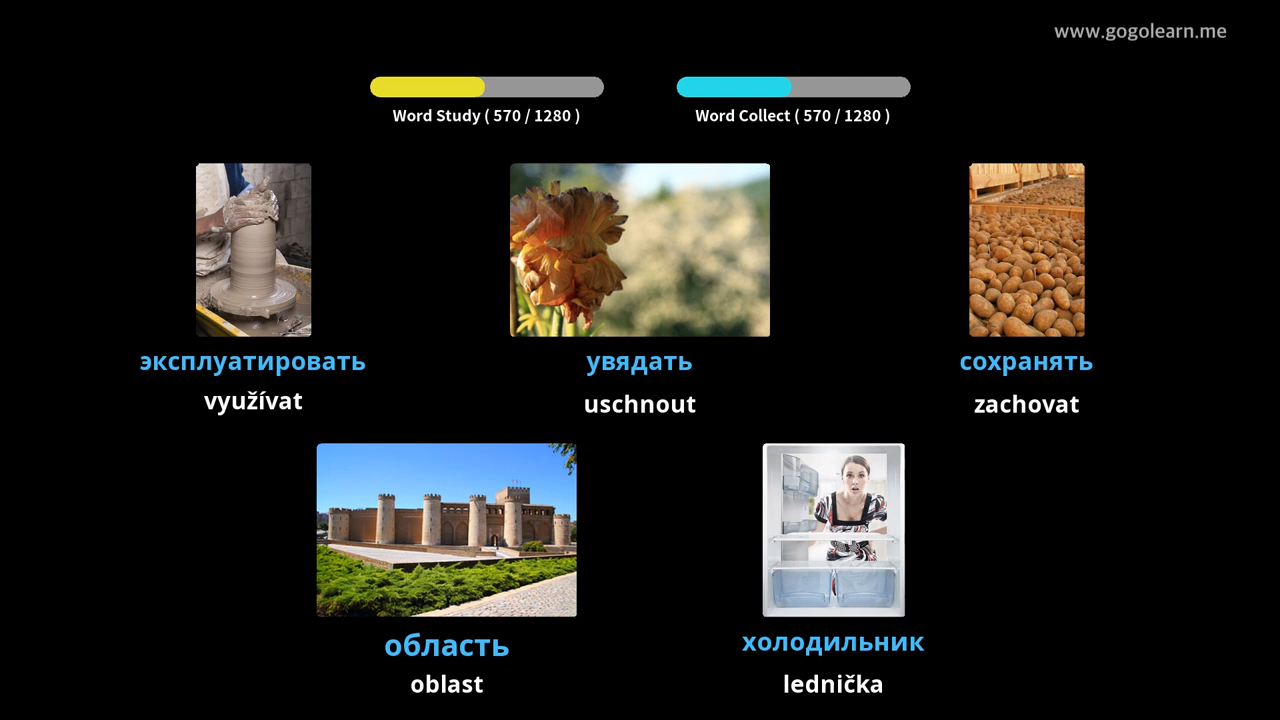 www.gogolearn.me
Word Study ( 570 / 1280 )
Word Collect ( 570 / 1280 )
эксплуатировать
využívat
увядать
uschnout
сохранять
zachovat
область
oblast
холодильник
lednička